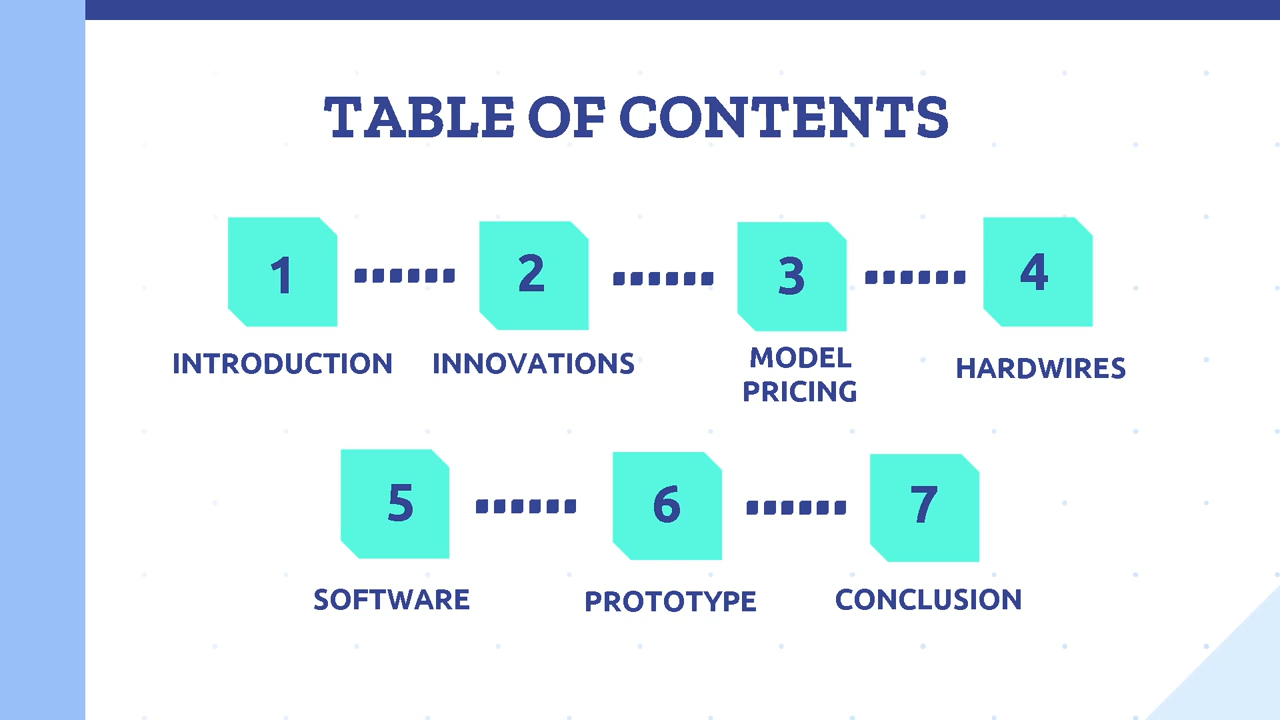 TABLE OF CONTENTS
1
2
3
4
INTRODUCTION
INNOVATIONS
MODEL
PRICING
HARDWIRES
5
6
7
SOFTWARE
PROTOTYPE
CONCLUSION